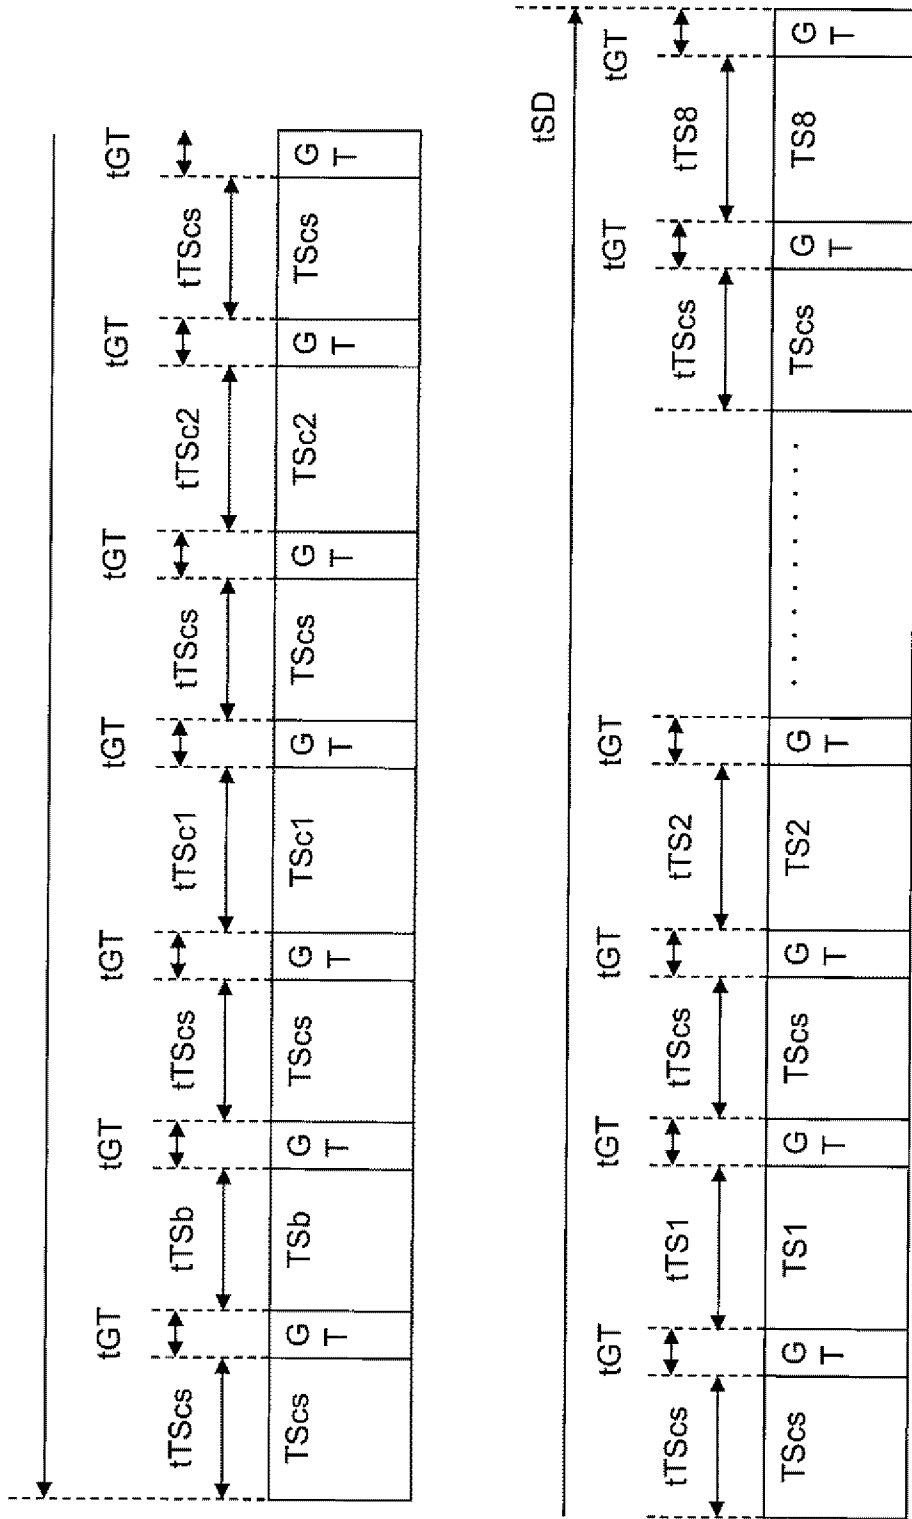 tGT tGT tGT tGT tGT tGT tGT
tTScs tTSb tTScs tTSc1 tTScs tTSc2 tTScs
TScs G T TSb G T TScs G T TSc1 G T TScs G T TSc2 G T TScs G T
tSD
tGT tGT tGT tGT tGT tGT
tTScs tTS1 tTScs tTS2 tTScs tTS8
TScs G T TS1 G T TScs G T TS2 G T ........... TScs G T TS8 G T